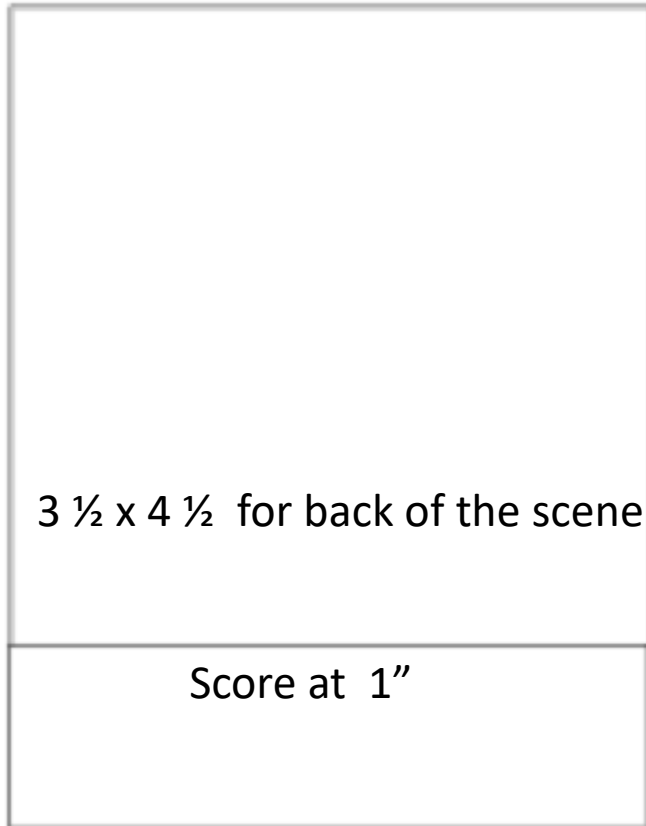 3 ½ x 4 ½  for back of the scene
Score at  1”